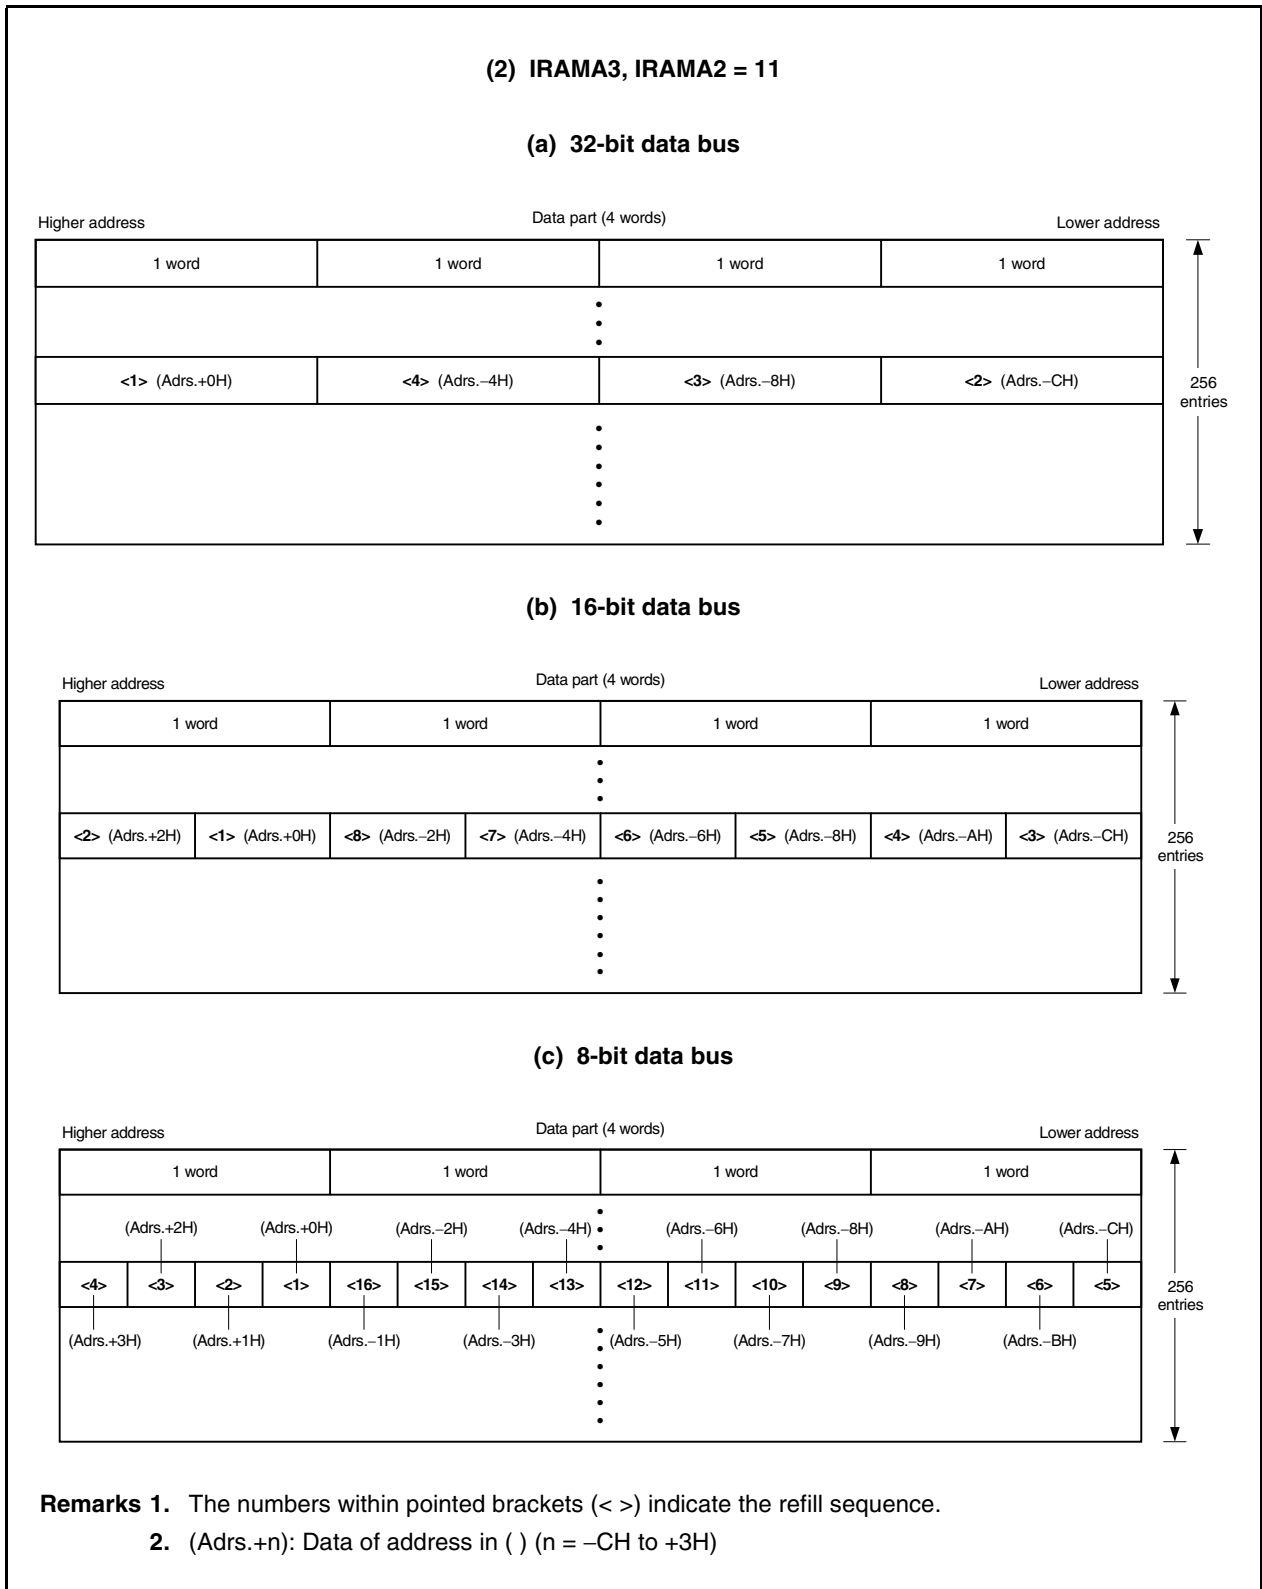 (2) IRAMA3, IRAMA2 = 11
(a) 32-bit data bus
Higher address Data part (4 words) Lower address
1 word 1 word 1 word 1 word
<1> (Adrs.+0H) <4> (Adrs.−4H) <3> (Adrs.−8H) <2> (Adrs.−CH)
256
entries
(b) 16-bit data bus
Higher address Data part (4 words) Lower address
1 word 1 word 1 word 1 word
<2> (Adrs.+2H) <1> (Adrs.+0H) <8> (Adrs.−2H) <7> (Adrs.−4H) <6> (Adrs.−6H) <5> (Adrs.−8H) <4> (Adrs.−AH) <3> (Adrs.−CH)
256
entries
(c) 8-bit data bus
Higher address Data part (4 words) Lower address
1 word 1 word 1 word 1 word
(Adrs.+2H) (Adrs.+0H) (Adrs.−2H) (Adrs.−4H) (Adrs.−6H) (Adrs.−8H) (Adrs.−AH) (Adrs.−CH)
<4> <3> <2> <1> <16> <15> <14> <13> <12> <11> <10> <9> <8> <7> <6> <5>
256
entries
(Adrs.+3H) (Adrs.+1H) (Adrs.−1H) (Adrs.−3H) (Adrs.−5H) (Adrs.−7H) (Adrs.−9H) (Adrs.−BH)
Remarks 1. The numbers within pointed brackets (< >) indicate the refill sequence.
2. (Adrs.+n): Data of address in ( ) (n = −CH to +3H)